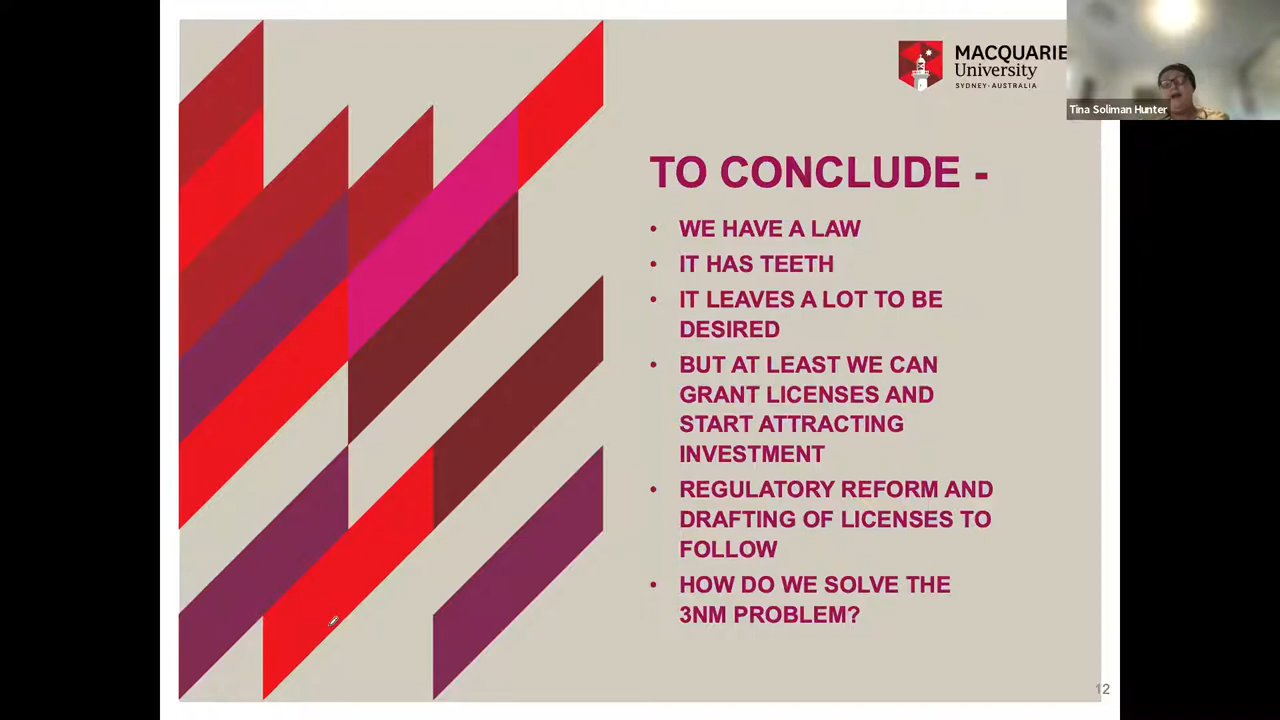 MACQUARIE
University
SYDNEY·AUSTRALIA
Tina Soliman Hunter
TO CONCLUDE -
• WE HAVE A LAW
• IT HAS TEETH
• IT LEAVES A LOT TO BE
DESIRED
• BUT AT LEAST WE CAN
GRANT LICENSES AND
START ATTRACTING
INVESTMENT
• REGULATORY REFORM AND
DRAFTING OF LICENSES TO
FOLLOW
• HOW DO WE SOLVE THE
3NM PROBLEM?
12